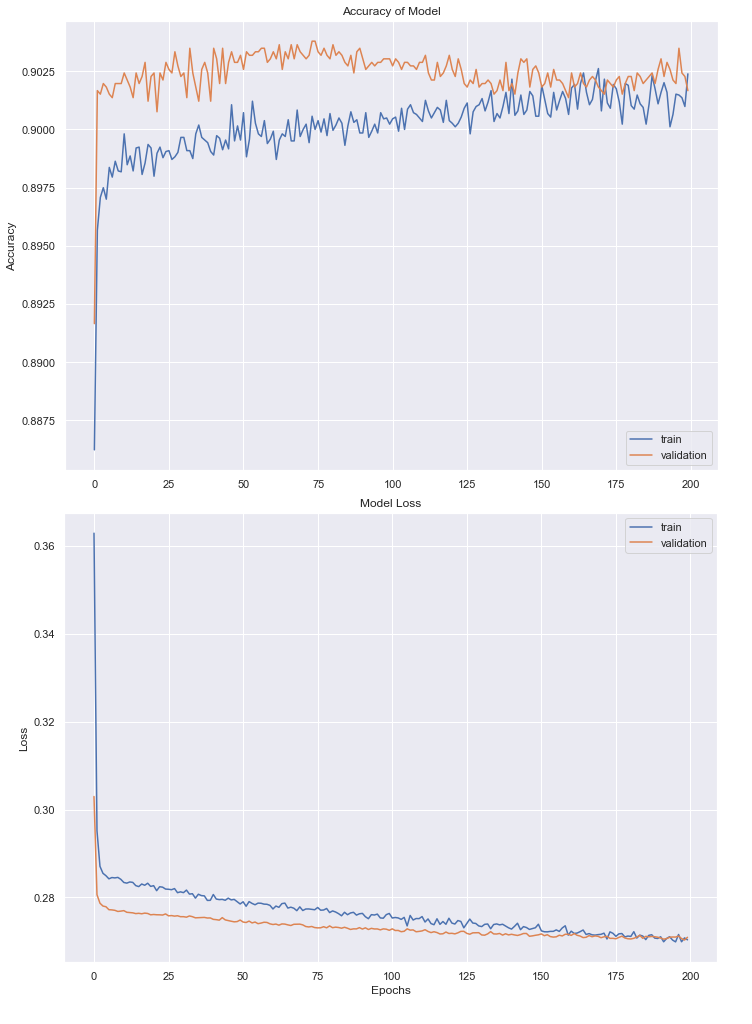 Accuracy of Model
0.9025
0.9000
0.8975
0.8950
0.8925
0.8900
0.8875
Accuracy
train
validation
0 25 50 75 100 125 150 175 200
Model Loss
0.36
0.34
0.32
0.30
0.28
Loss
train
validation
0 25 50 75 100 125 150 175 200
Epochs